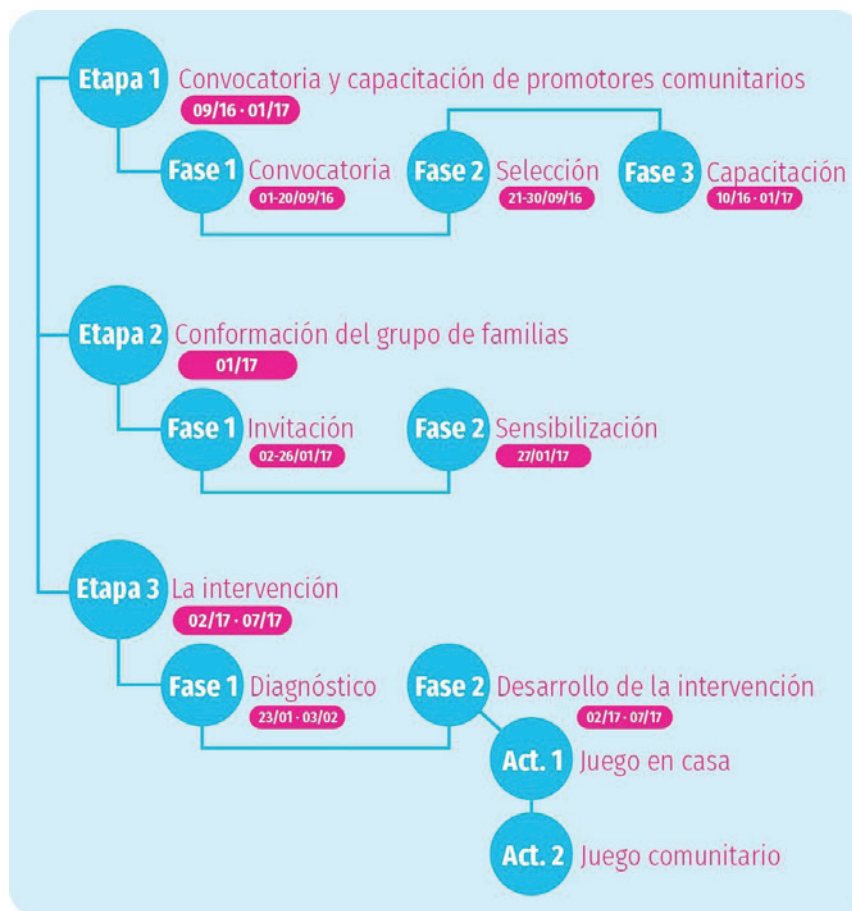 Etapa 1 Convocatoria y capacitación de promotores comunitarios
09/16 · 01/17
Fase 1 Convocatoria
01-20/09/16
Fase 2 Selección
21-30/09/16
Fase 3 Capacitación
10/16 · 01/17
Etapa 2 Conformación del grupo de familias
01/17
Fase 1 Invitación
02-26/01/17
Fase 2 Sensibilización
27/01/17
Etapa 3 La intervención
02/17 · 07/17
Fase 1 Diagnóstico
23/01 · 03/02
Fase 2 Desarrollo de la intervención
02/17 · 07/17
Act. 1 Juego en casa
Act. 2 Juego comunitario